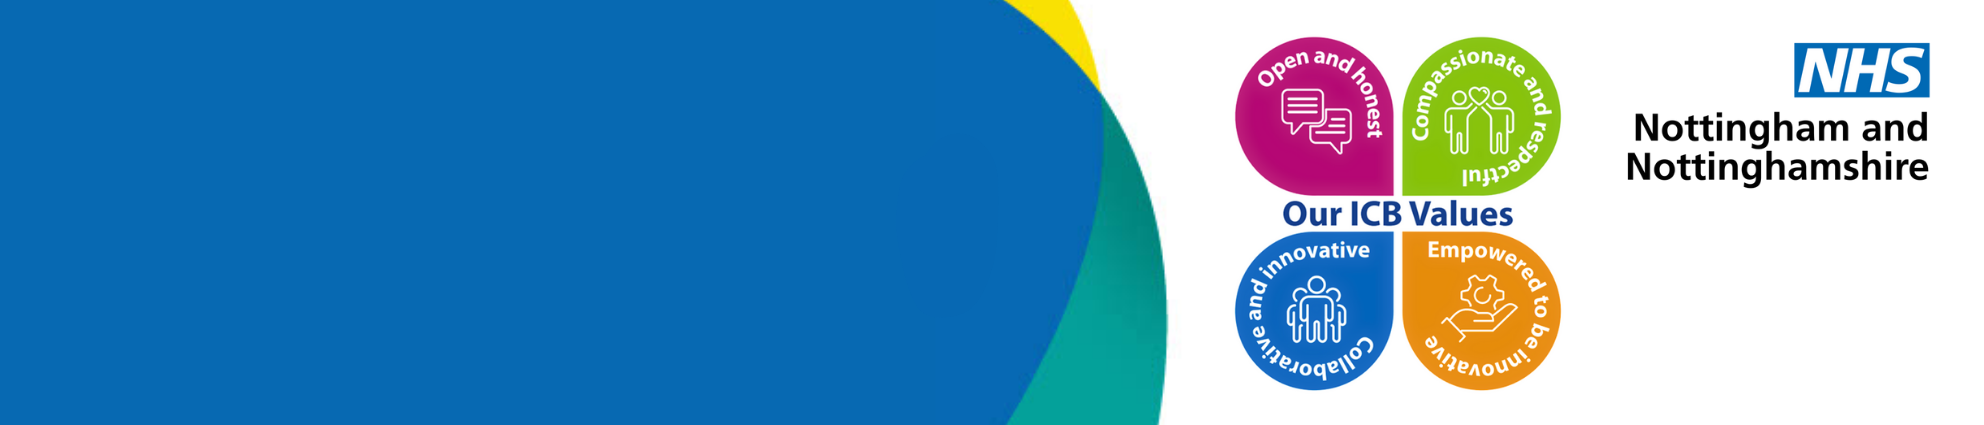 Open and honest
Compassionate and respectful
Our ICB Values
Collaborative and innovative
Empowered to be innovative
NHS
Nottingham and
Nottinghamshire